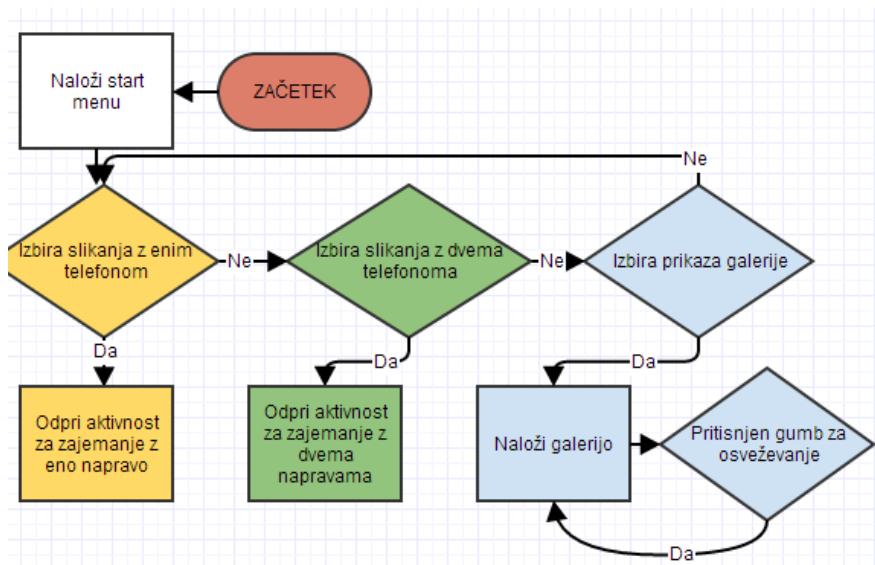 Naloži start
menu
ZAČETEK
Ne
Izbira slikanja z enim
telefonom
Ne
Izbira slikanja z dvema
telefonoma
Ne
Izbira prikaza galerije
Da
Da
Da
Odpri aktivnost
za zajemanje z
eno napravo
Odpri aktivnost
za zajemanje z
dvema
napravama
Naloži galerijo
Pritisnjen gumb za
osveževanje
Da